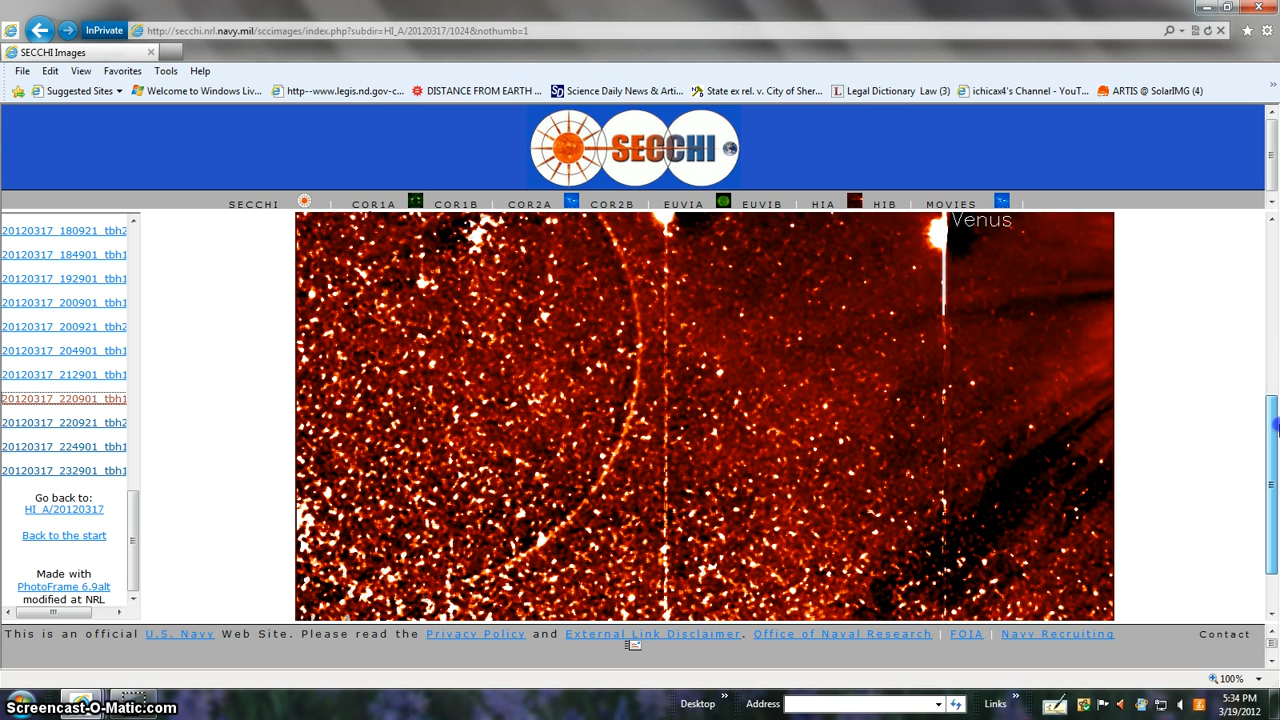 InPrivate
http://secchi.nrl.navy.mil/sccimages/index.php?subdir=HI_A/20120317/1024&nothumb=1
SECCHI Images
File Edit View Favorites Tools Help
Suggested Sites Welcome to Windows Liv... http--www.legis.nd.gov-c... DISTANCE FROM EARTH ... Science Daily News & Arti... State ex rel. v. City of Sher... Legal Dictionary Law (3) ichicax4's Channel - YouT... ARTIS @ SolarIMG (4)
SECCHI
SECCHI | COR1A COR1B | COR2A COR2B | EUVIA EUVIB | HIA HIB | MOVIES |
Venus
20120317_180921_tbh2
20120317_184901_tbh1
20120317_192901_tbh1
20120317_200901_tbh1
20120317_200921_tbh2
20120317_204901_tbh1
20120317_212901_tbh1
20120317_220901_tbh1
20120317_220921_tbh2
20120317_224901_tbh1
20120317_232901_tbh1
Go back to:
HI_A/20120317
Back to the start
Made with
PhotoFrame 6.9alt
modified at NRL
This is an official U.S. Navy Web Site. Please read the Privacy Policy and External Link Disclaimer. Office of Naval Research | FOIA | Navy Recruiting Contact
100%
Desktop Address Links 5:34 PM
3/19/2012
Screencast-O-Matic.com